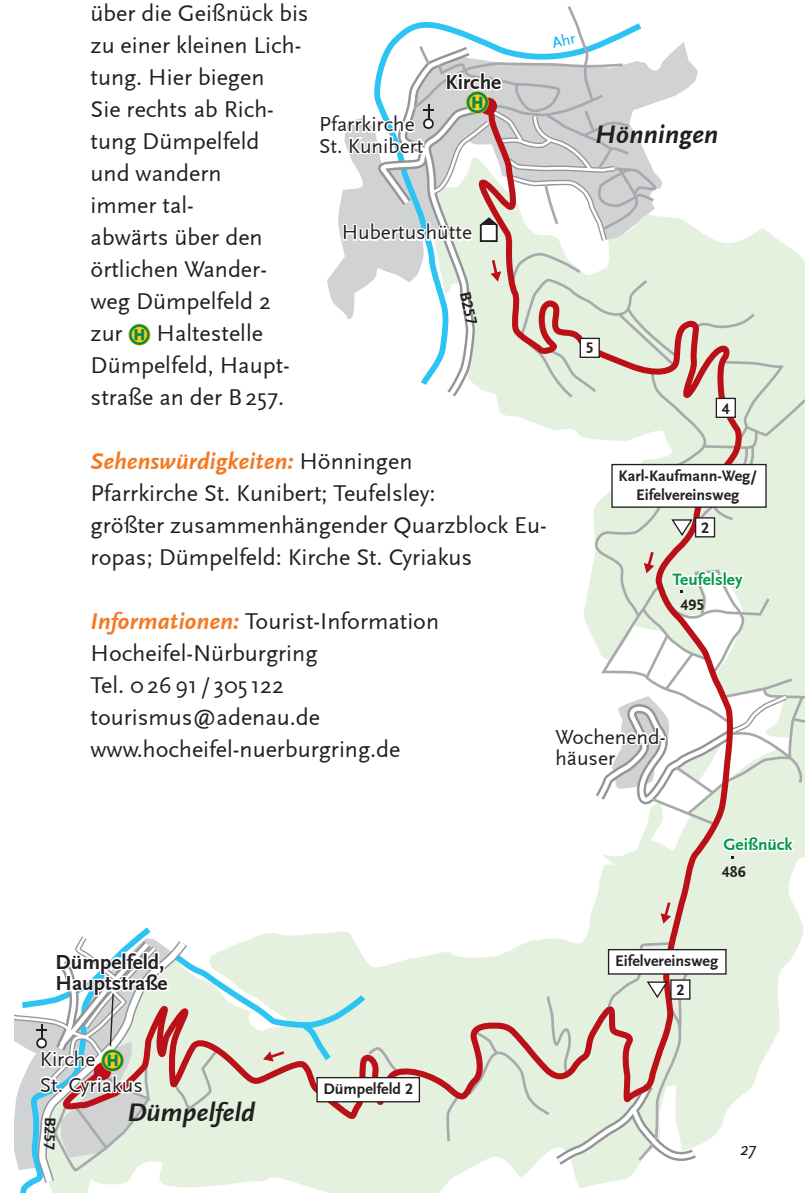 über die Geißnück bis
zu einer kleinen Lich-
tung. Hier biegen
Sie rechts ab Rich-
tung Dümpelfeld
und wandern
immer tal-
abwärts über den
örtlichen Wander-
weg Dümpelfeld 2
zur H Haltestelle
Dümpelfeld, Haupt-
straße an der B 257.
Sehenswürdigkeiten: Hönningen
Pfarrkirche St. Kunibert; Teufelsley:
größter zusammenhängender Quarzblock Eu-
ropas; Dümpelfeld: Kirche St. Cyriakus
Informationen: Tourist-Information
Hocheifel-Nürburgring
Tel. 0 26 91 / 305 122
tourismus@adenau.de
www.hocheifel-nuerburgring.de
Ahr
Kirche
H
Pfarrkirche
St. Kunibert
Hönningen
Hubertushütte
B257
5
4
Karl-Kaufmann-Weg/
Eifelvereinsweg
2
Teufelsley
495
Wochenend-
häuser
Geißnück
486
Eifelvereinsweg
2
Dümpelfeld,
Hauptstraße
Kirche
H
St. Cyriakus
Dümpelfeld
Dümpelfeld 2
B257
27